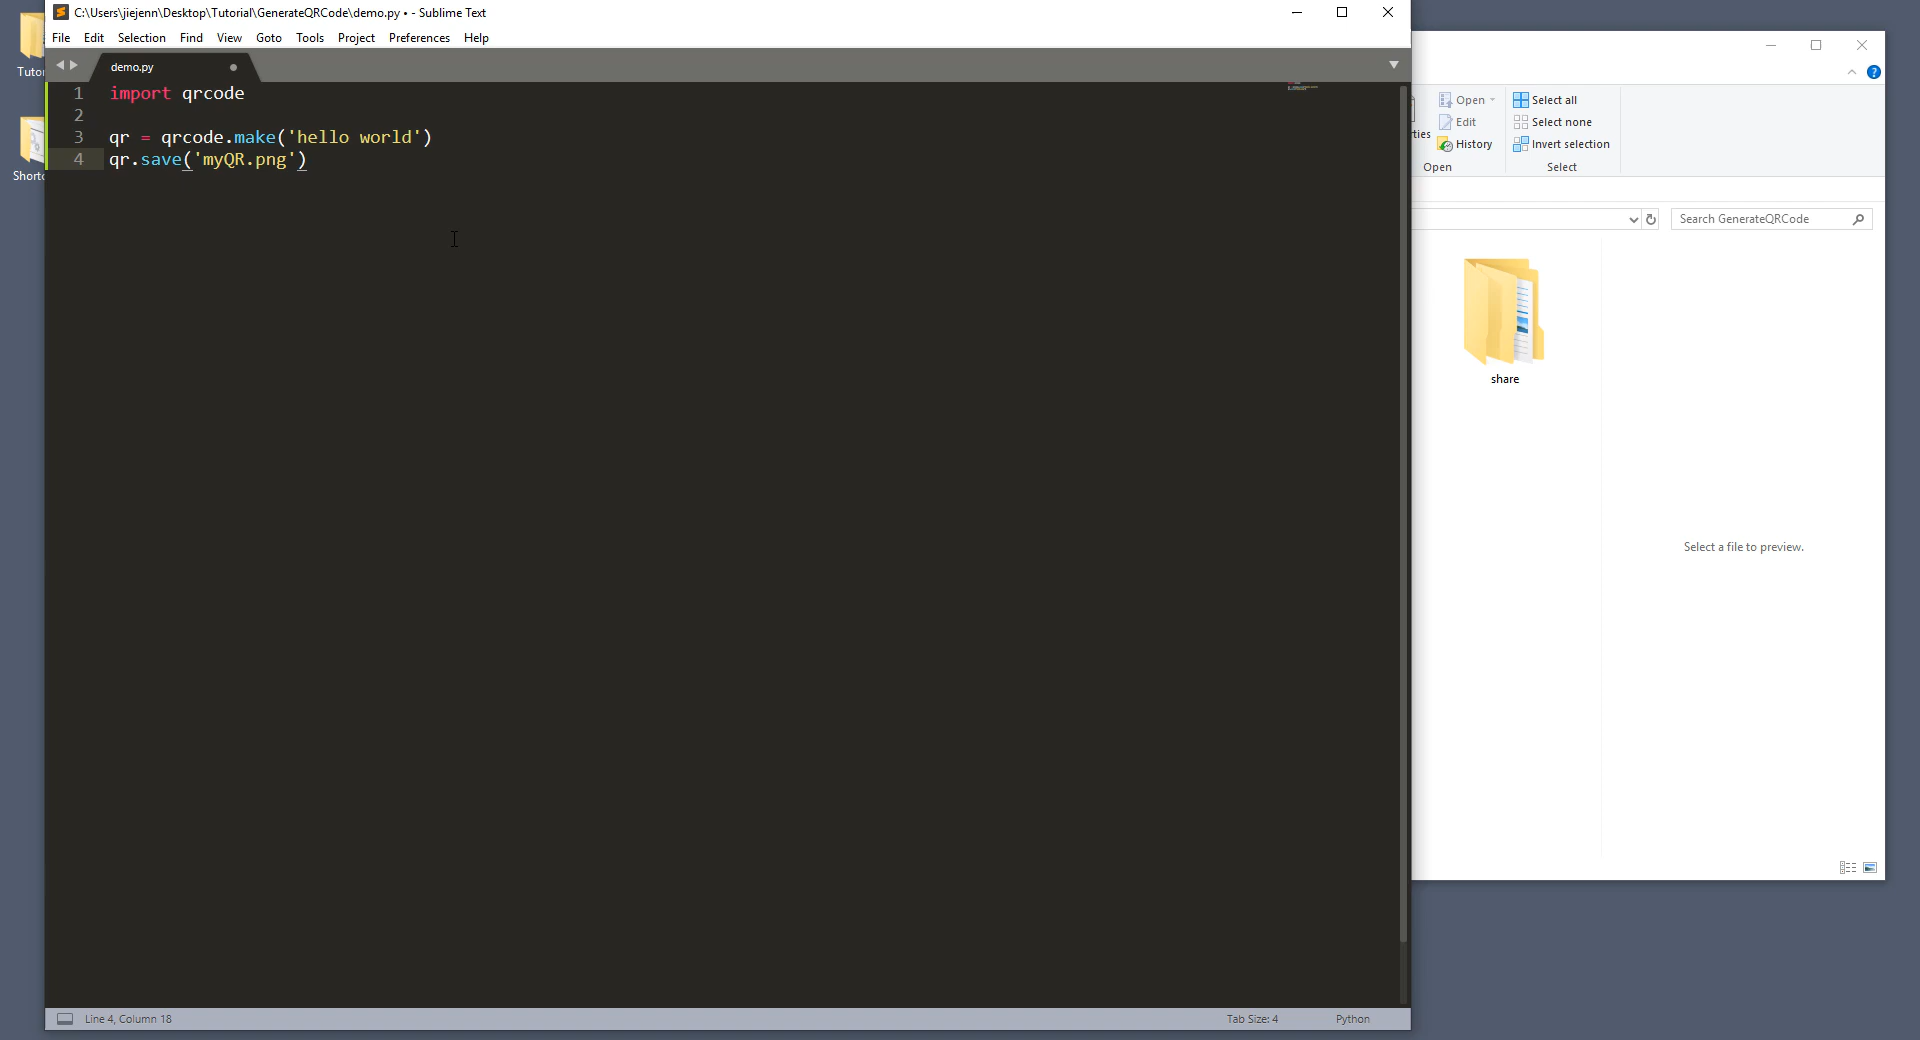 C:\Users\jiejenn\Desktop\Tutorial\GenerateQRCode\demo.py • - Sublime Text
File Edit Selection Find View Goto Tools Project Preferences Help
demo.py
1 import qrcode
2
3 qr = qrcode.make('hello world')
4 qr.save('myQR.png')
Line 4, Column 18
Tab Size: 4
Python
Open
Edit
History
Open
Select all
Select none
Invert selection
Select
Search GenerateQRCode
share
Select a file to preview.